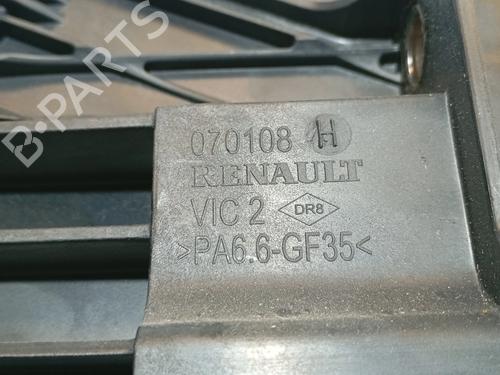 B-PARTS
070108 H
RENAULT
VIC 2 DR8
>PA6.6-GF35<